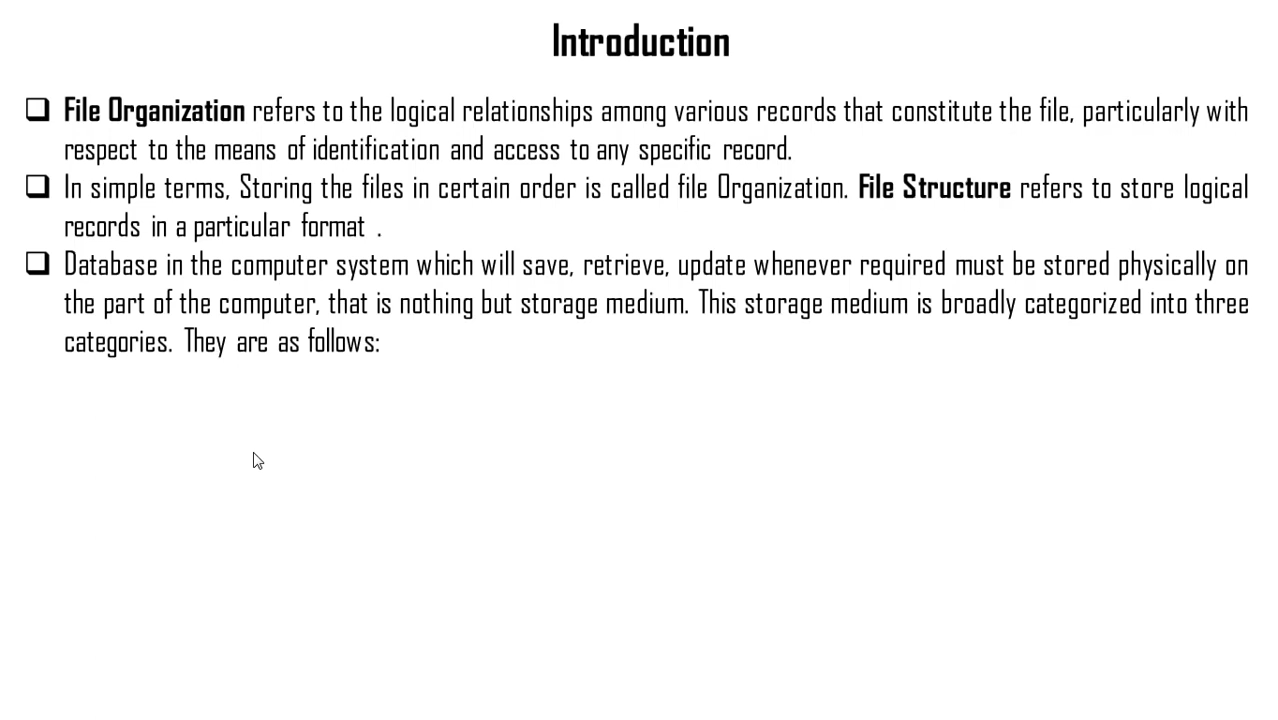 Introduction
❑ File Organization refers to the logical relationships among various records that constitute the file, particularly with
respect to the means of identification and access to any specific record.
❑ In simple terms, Storing the files in certain order is called file Organization. File Structure refers to store logical
records in a particular format .
❑ Database in the computer system which will save, retrieve, update whenever required must be stored physically on
the part of the computer, that is nothing but storage medium. This storage medium is broadly categorized into three
categories. They are as follows: